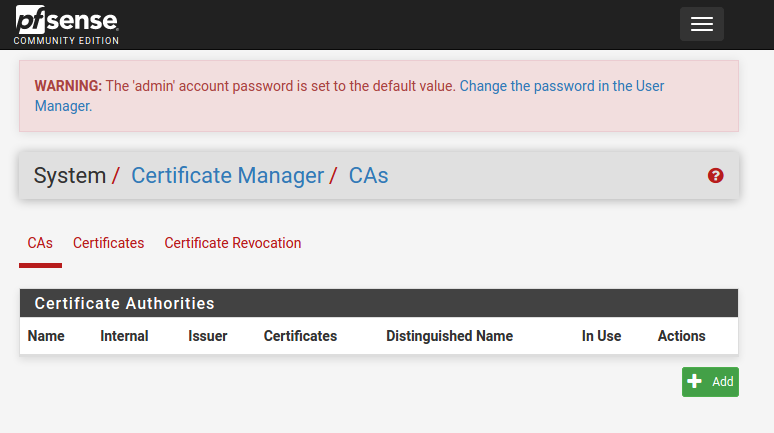 pfsense
COMMUNITY EDITION
WARNING: The 'admin' account password is set to the default value. Change the password in the User
Manager.
System / Certificate Manager / CAs
CAs Certificates Certificate Revocation
Certificate Authorities
Name Internal Issuer Certificates Distinguished Name In Use Actions
Add